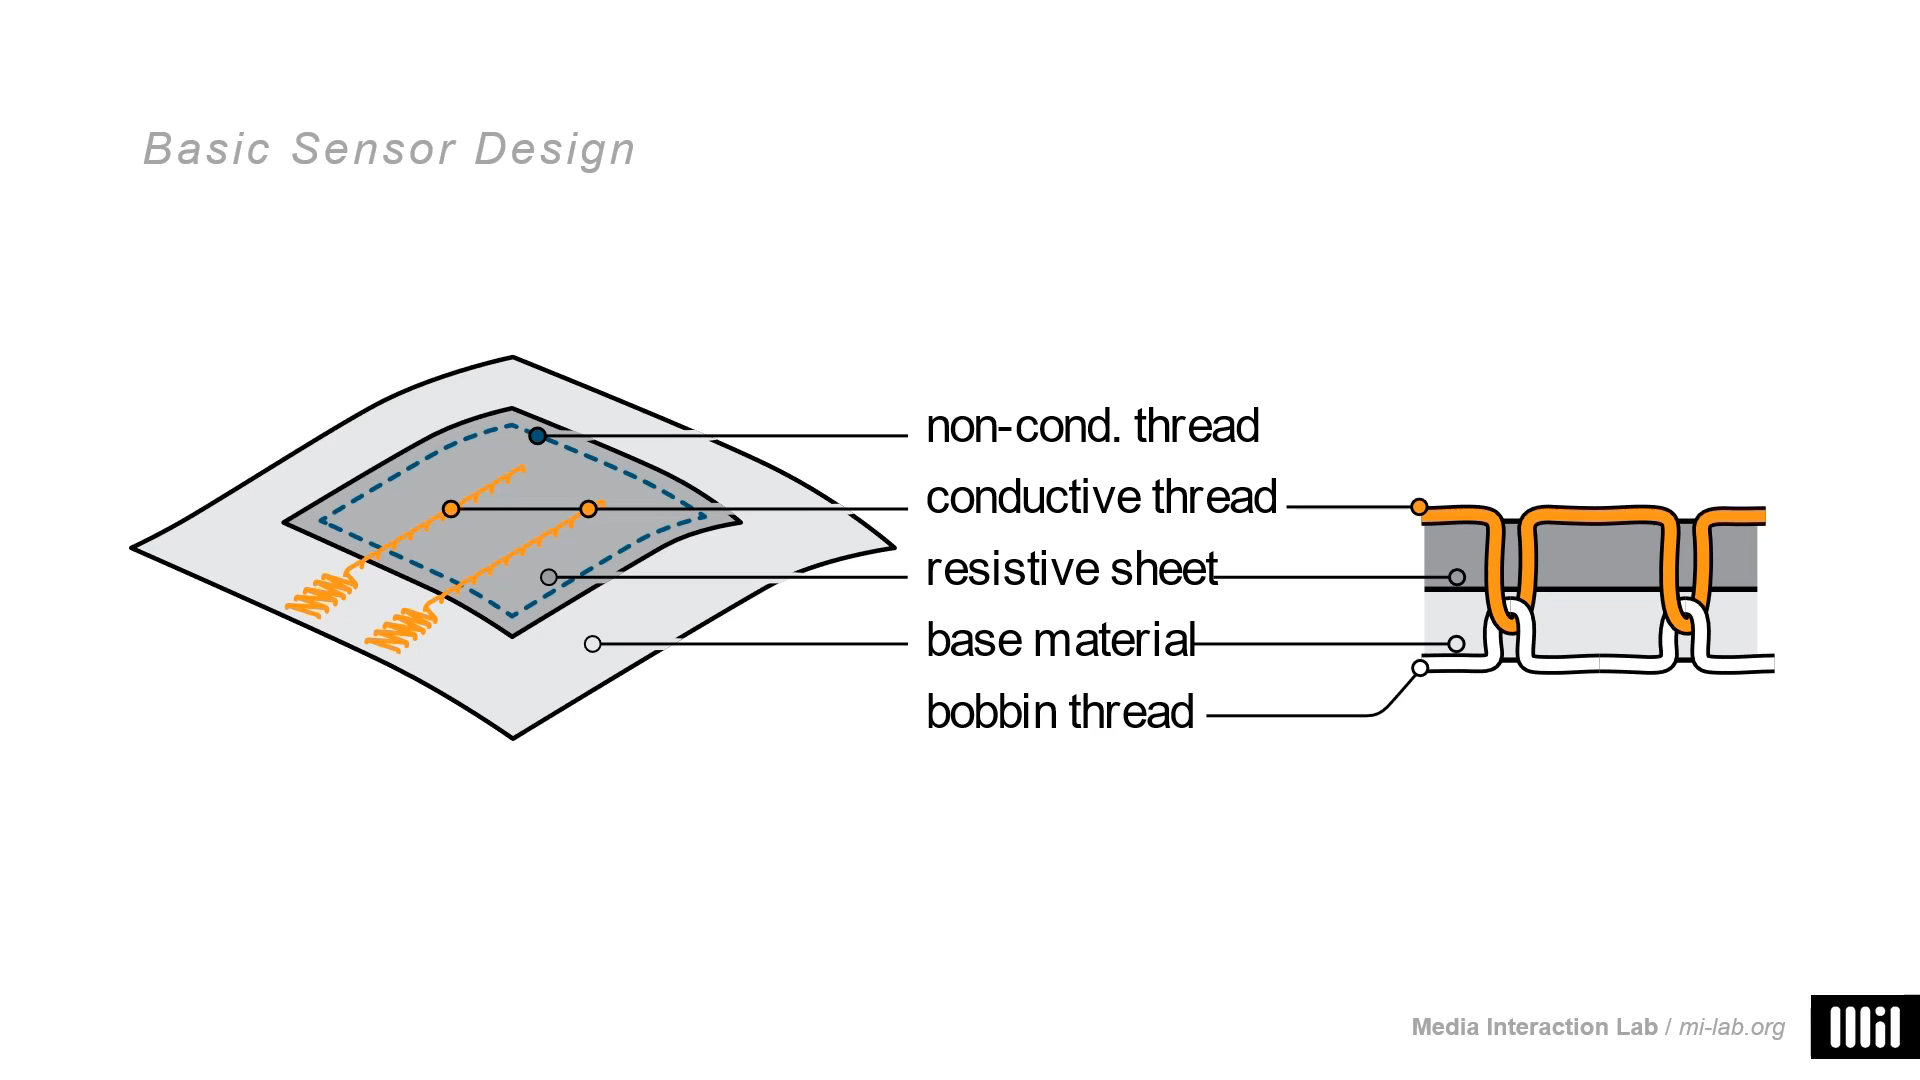 Basic Sensor Design
non-cond. thread
conductive thread
resistive sheet
base material
bobbin thread
Media Interaction Lab / mi-lab.org